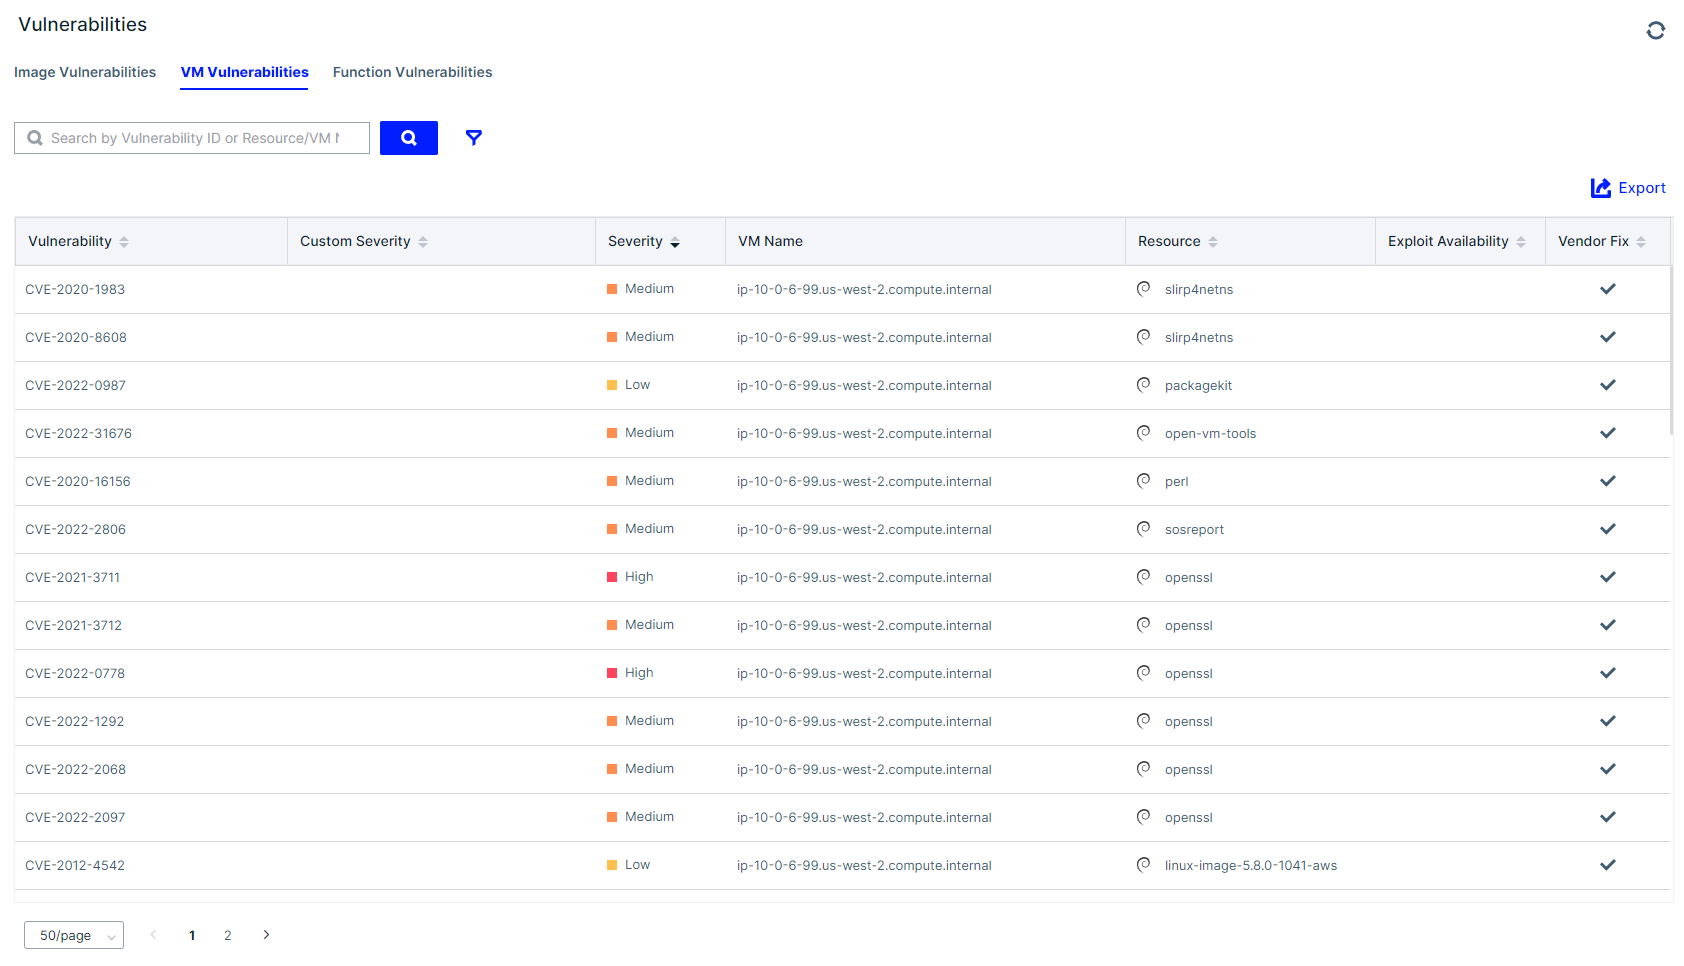 Vulnerabilities
Image Vulnerabilities VM Vulnerabilities Function Vulnerabilities
Search by Vulnerability ID or Resource/VM
Export
Vulnerability Custom Severity Severity VM Name Resource Exploit Availability Vendor Fix
CVE-2020-1983 Medium ip-10-0-6-99.us-west-2.compute.internal slirp4netns
CVE-2020-8608 Medium ip-10-0-6-99.us-west-2.compute.internal slirp4netns
CVE-2022-0987 Low ip-10-0-6-99.us-west-2.compute.internal packagekit
CVE-2022-31676 Medium ip-10-0-6-99.us-west-2.compute.internal open-vm-tools
CVE-2020-16156 Medium ip-10-0-6-99.us-west-2.compute.internal perl
CVE-2022-2806 Medium ip-10-0-6-99.us-west-2.compute.internal sosreport
CVE-2021-3711 High ip-10-0-6-99.us-west-2.compute.internal openssl
CVE-2021-3712 Medium ip-10-0-6-99.us-west-2.compute.internal openssl
CVE-2022-0778 High ip-10-0-6-99.us-west-2.compute.internal openssl
CVE-2022-1292 Medium ip-10-0-6-99.us-west-2.compute.internal openssl
CVE-2022-2068 Medium ip-10-0-6-99.us-west-2.compute.internal openssl
CVE-2022-2097 Medium ip-10-0-6-99.us-west-2.compute.internal openssl
CVE-2012-4542 Low ip-10-0-6-99.us-west-2.compute.internal linux-image-5.8.0-1041-aws
50/page 1 2